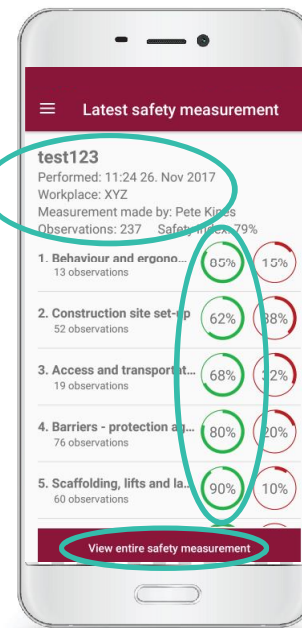 Latest safety measurement
test123
Performed: 11:24 26. Nov 2017
Workplace: XYZ
Measurement made by: Pete Kines
Observations: 237 Safety Index: 79%
1. Behaviour and ergono... 85% 15%
13 observations
2. Construction site set-up 62% 38%
52 observations
3. Access and transportat... 68% 32%
19 observations
4. Barriers - protection ag... 80% 20%
76 observations
5. Scaffolding, lifts and la... 90% 10%
60 observations
View entire safety measurement